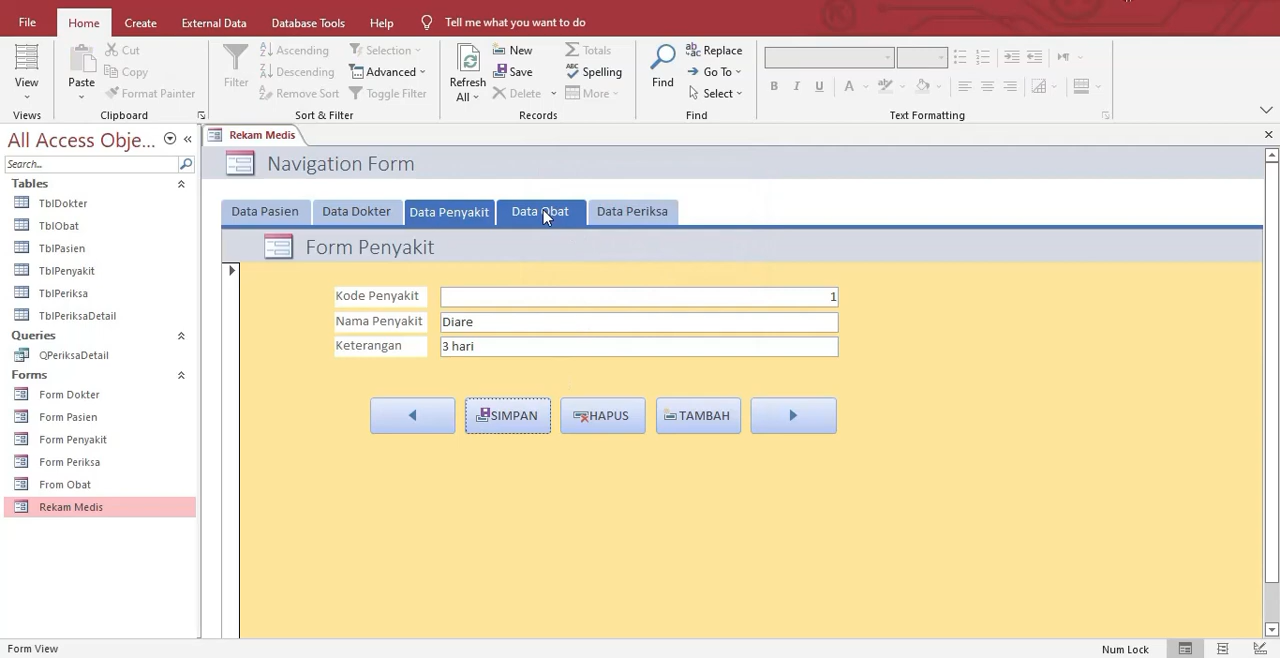 File Home Create External Data Database Tools Help Tell me what you want to do
View
Views
Paste
Cut
Copy
Format Painter
Clipboard
Filter
Ascending
Descending
Remove Sort
Selection
Advanced
Toggle Filter
Sort & Filter
Refresh
All
New
Save
Delete
Totals
Spelling
More
Records
Find
Replace
Go To
Select
Find
B I U A
Text Formatting
All Access Obje...
Search...
Tables
TblDokter
TblObat
TblPasien
TblPenyakit
TblPeriksa
TblPeriksaDetail
Queries
QPeriksaDetail
Forms
Form Dokter
Form Pasien
Form Penyakit
Form Periksa
From Obat
Rekam Medis
Rekam Medis
Navigation Form
Data Pasien Data Dokter Data Penyakit Data Obat Data Periksa
Form Penyakit
Kode Penyakit 1
Nama Penyakit Diare
Keterangan 3 hari
SIMPAN HAPUS TAMBAH
Form View Num Lock